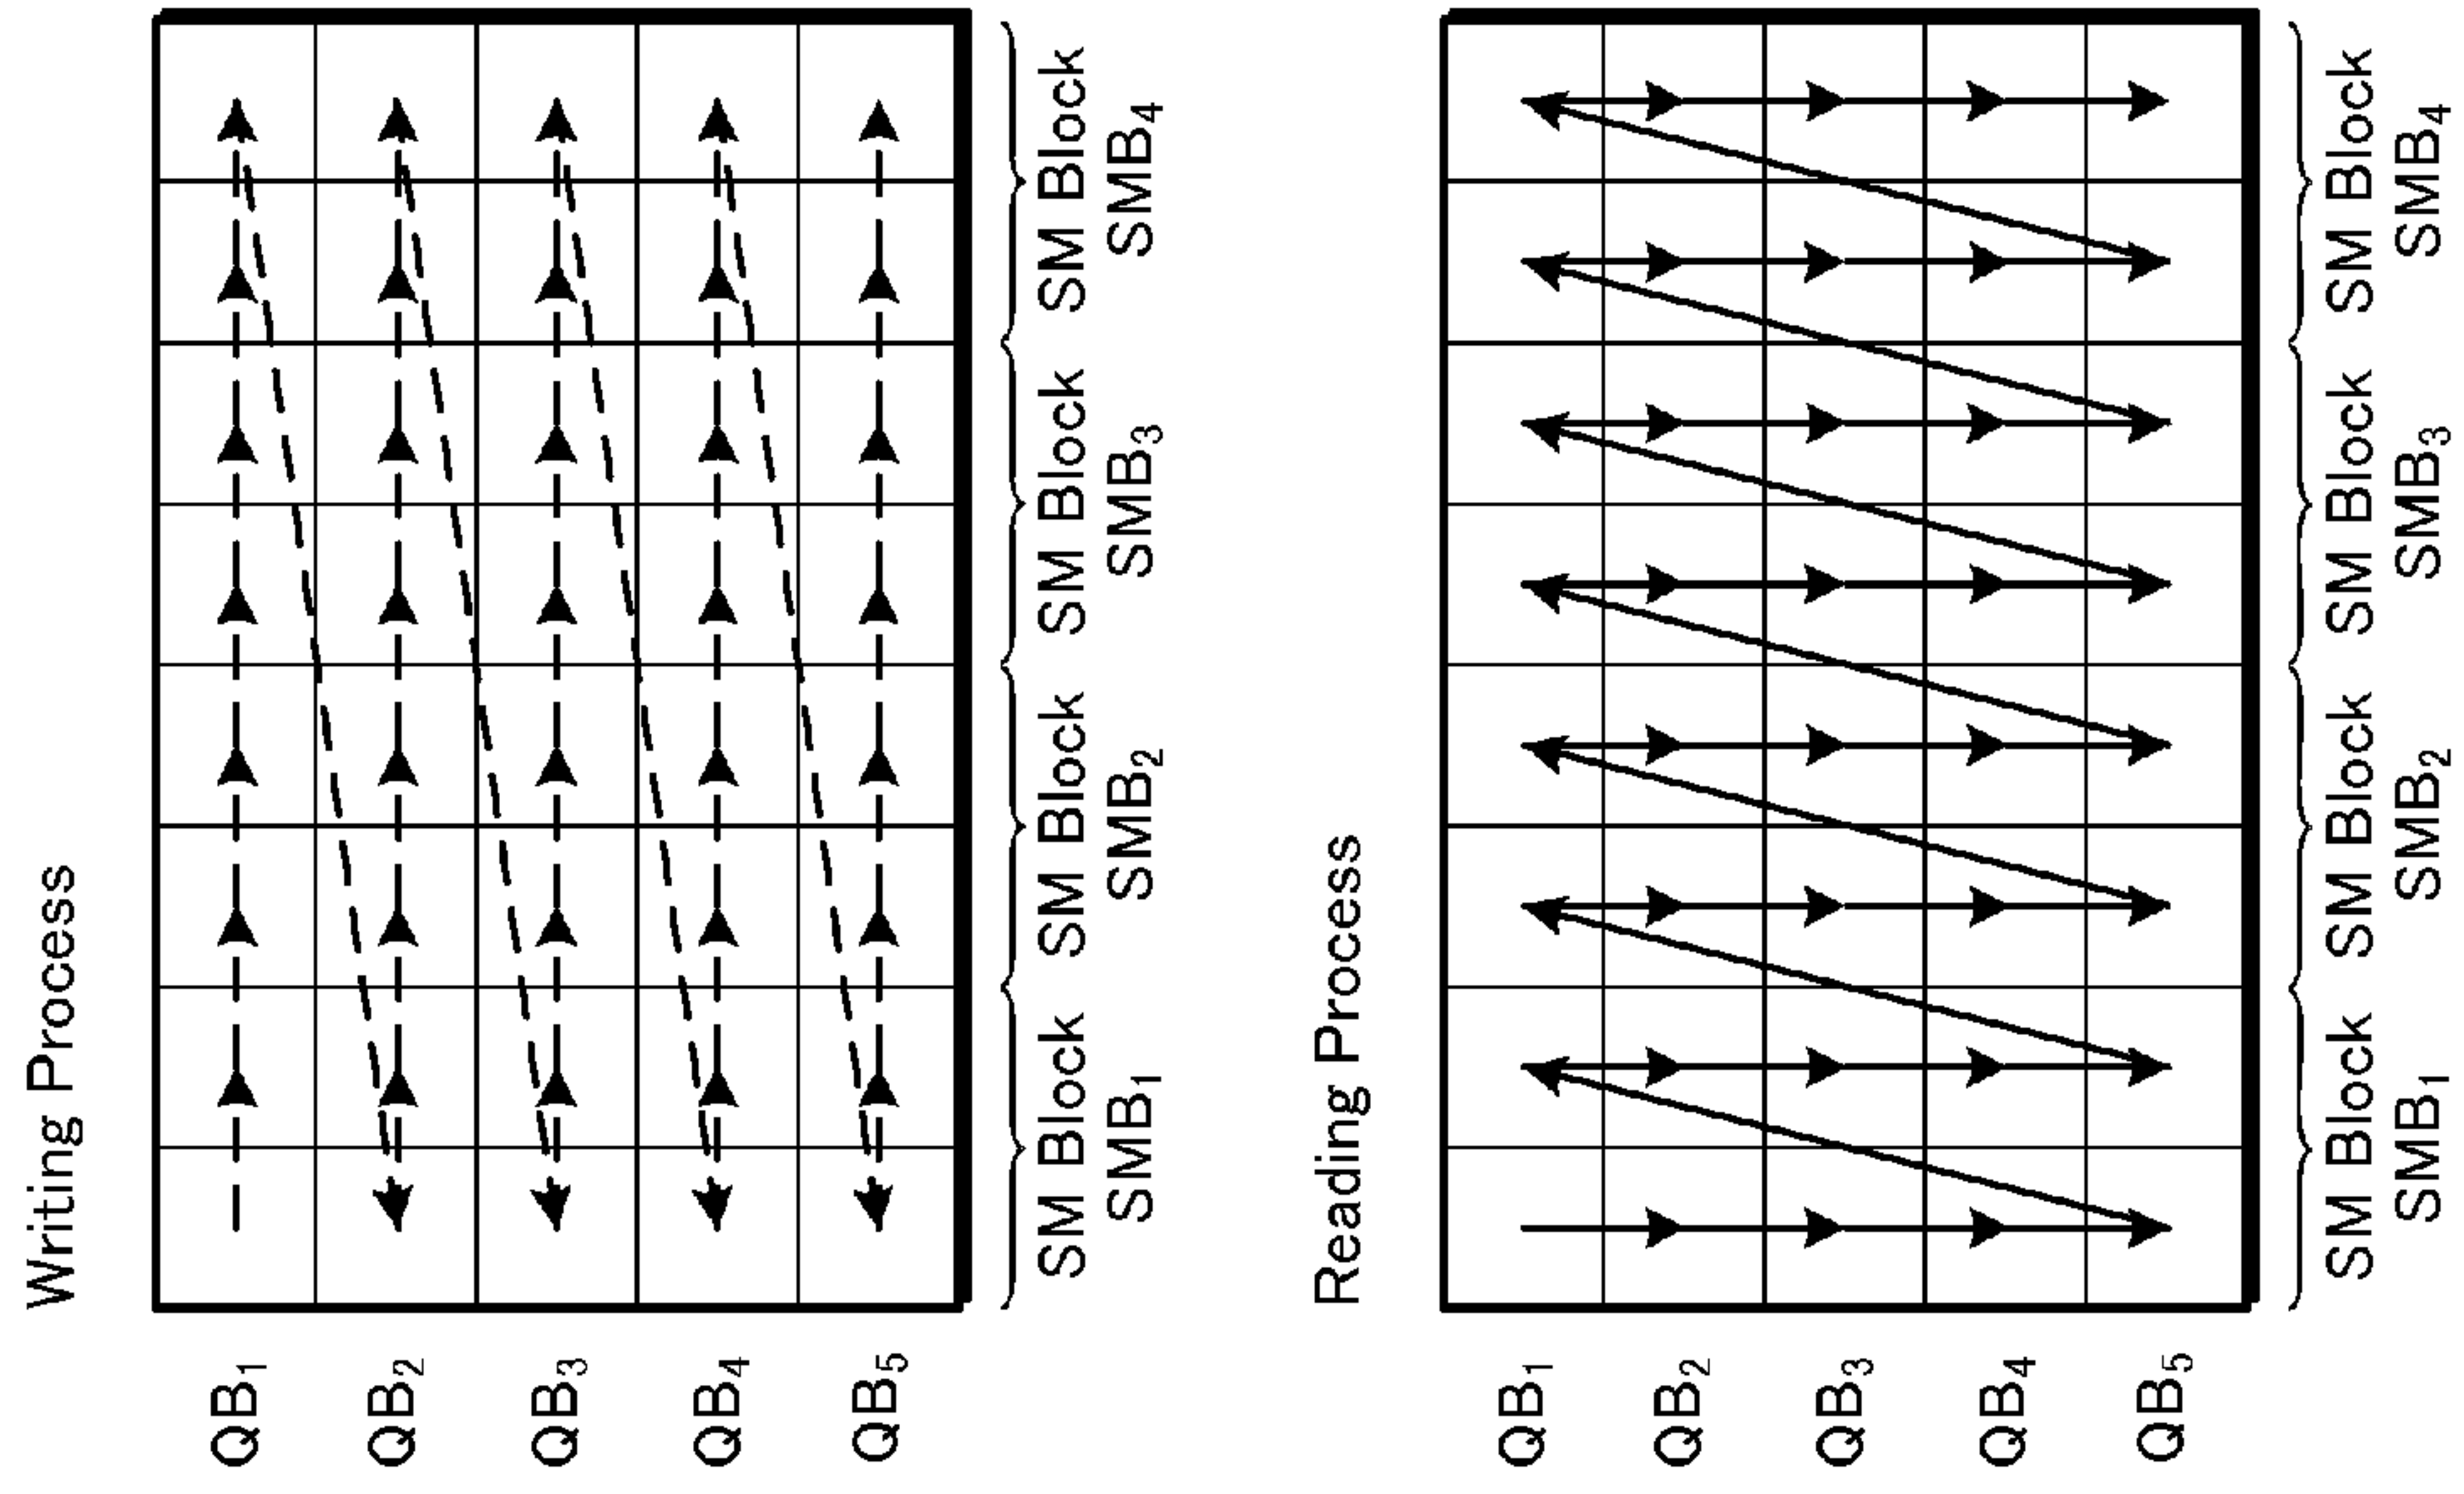 Writing Process
QB1
QB2
QB3
QB4
QB5
SM Block
SMB1
SM Block
SMB2
SM Block
SMB3
SM Block
SMB4
Reading Process
QB1
QB2
QB3
QB4
QB5
SM Block
SMB1
SM Block
SMB2
SM Block
SMB3
SM Block
SMB4